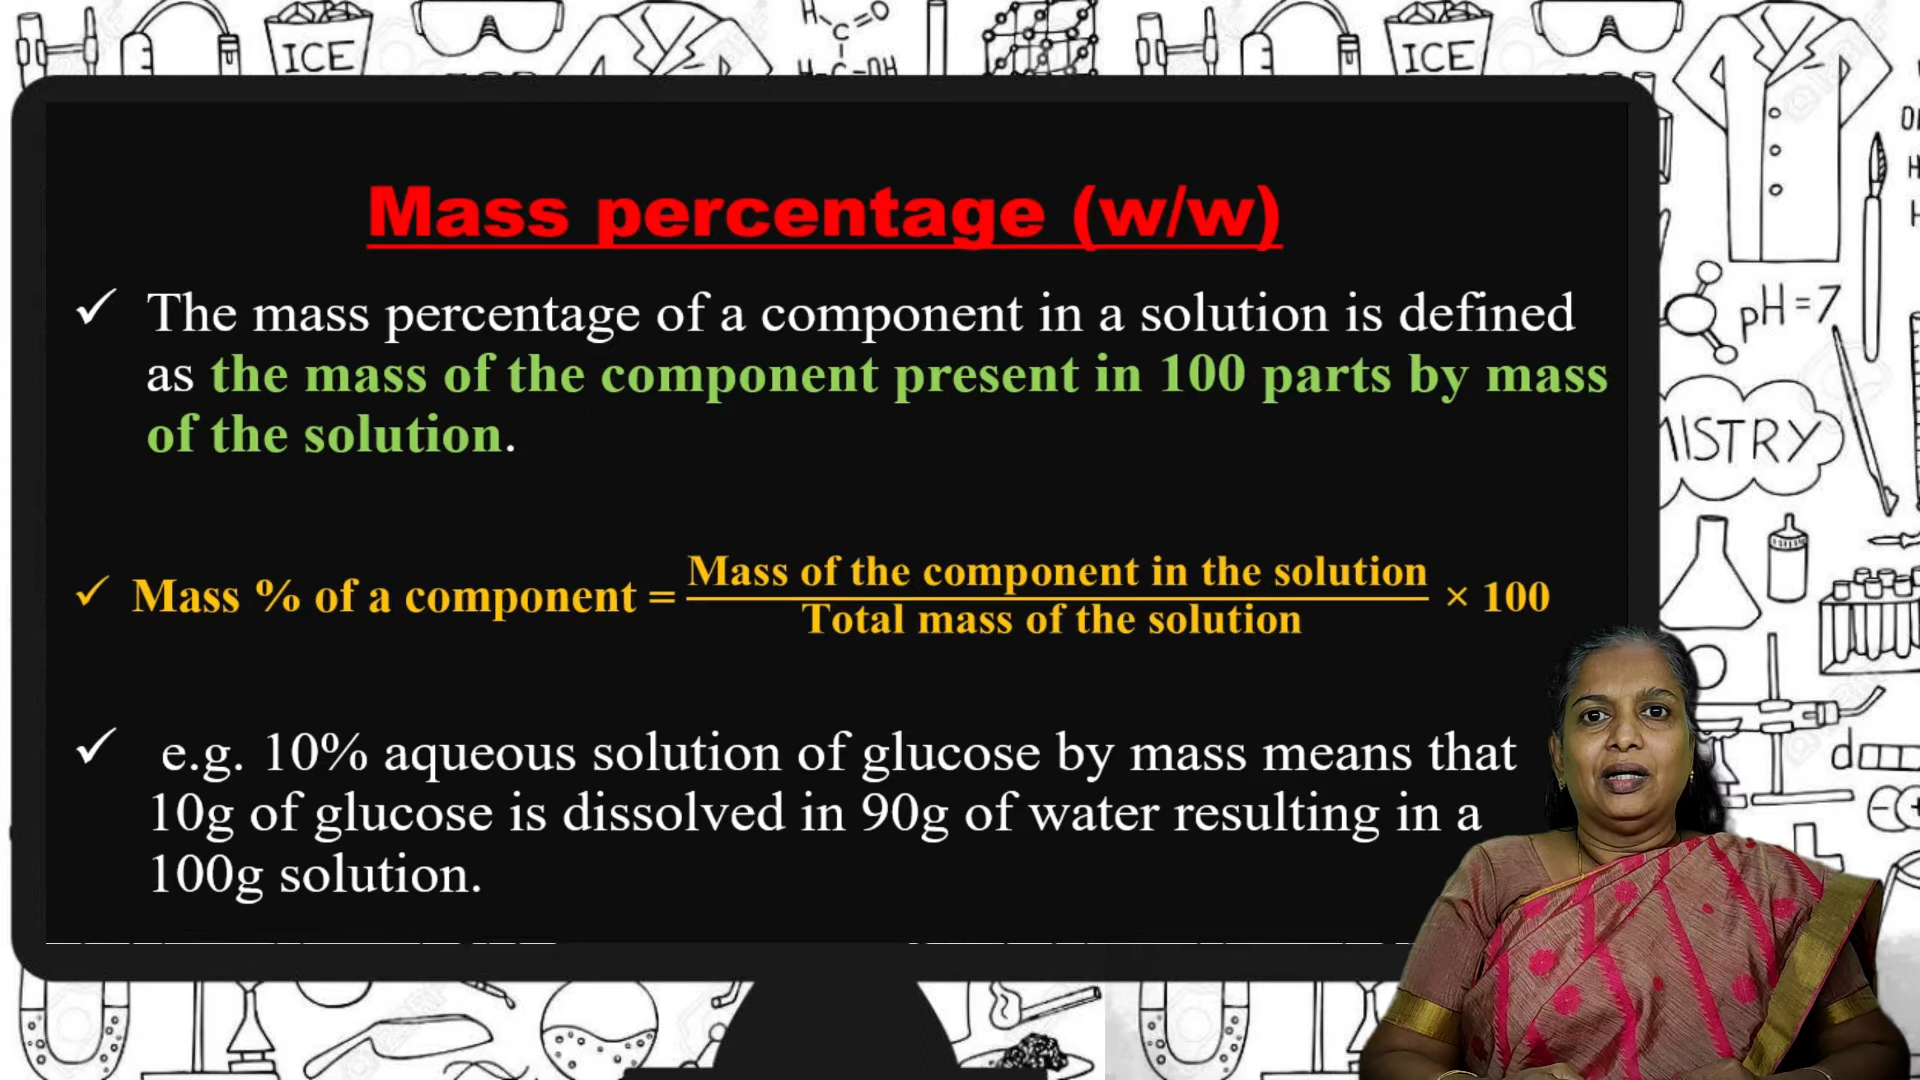 ICE
ICE
Mass percentage (w/w)
✓ The mass percentage of a component in a solution is defined
as the mass of the component present in 100 parts by mass
of the solution.
pH=7
MISTRY
✓ Mass % of a component = Mass of the component in the solution / Total mass of the solution × 100
✓ e.g. 10% aqueous solution of glucose by mass means that
10g of glucose is dissolved in 90g of water resulting in a
100g solution.